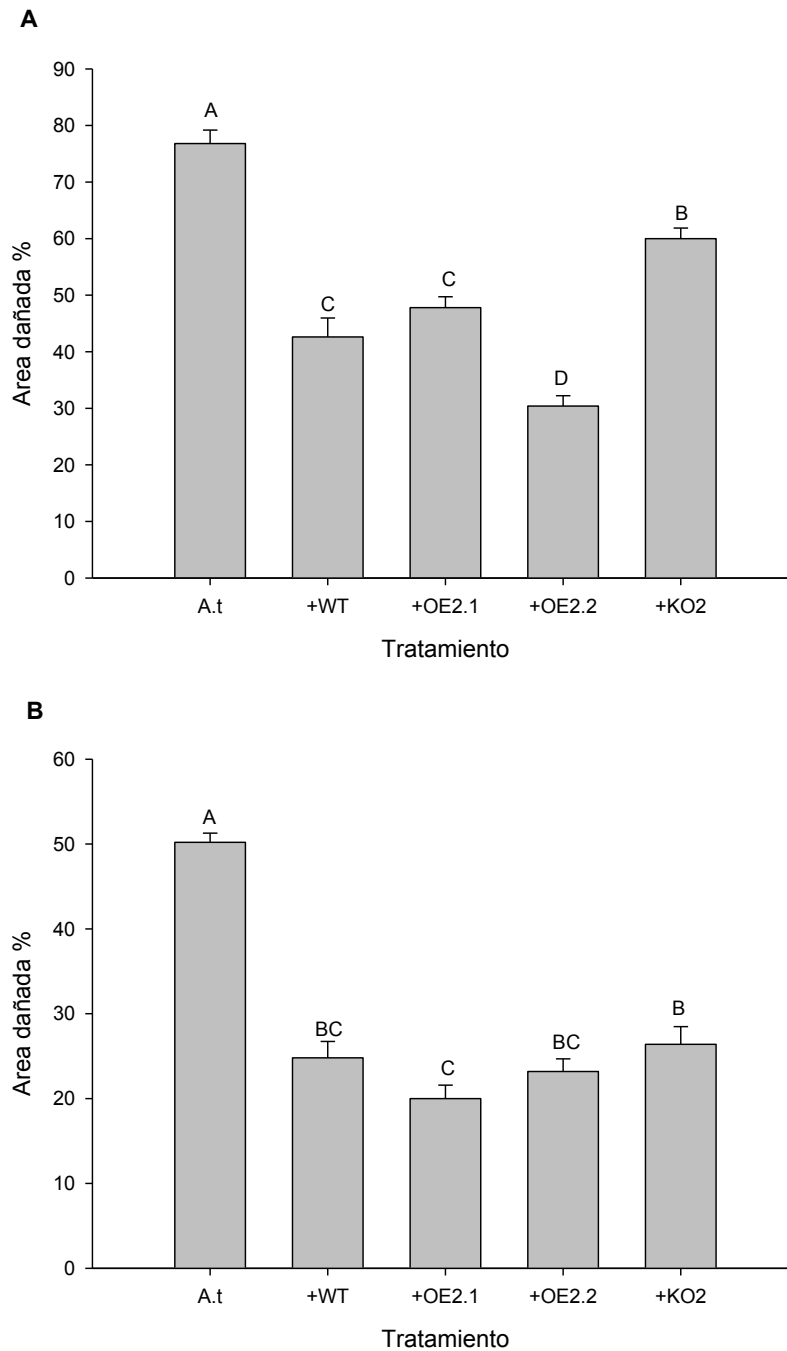 A
90
80
70
60
50
40
30
20
10
0
Area dañada %
A
C
C
D
B
A.t +WT +OE2.1 +OE2.2 +KO2
Tratamiento
B
60
50
40
30
20
10
0
Area dañada %
A
BC
C
BC
B
A.t +WT +OE2.1 +OE2.2 +KO2
Tratamiento